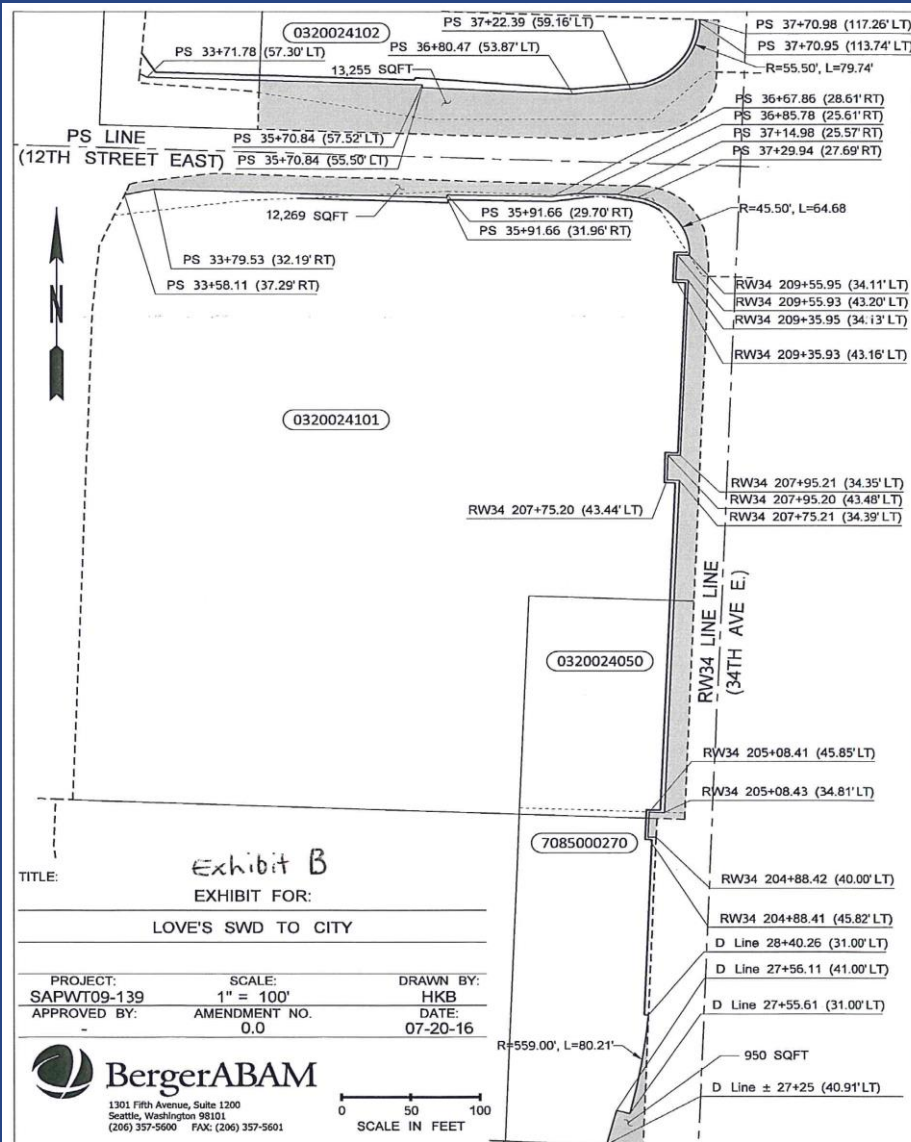 0320024102
PS 37+22.39 (59.16' LT)
PS 37+70.98 (117.26' LT)
PS 33+71.78 (57.30' LT)
PS 36+80.47 (53.87' LT)
PS 37+70.95 (113.74' LT)
13,255 SQFT
R=55.50', L=79.74'
PS 36+67.86 (28.61' RT)
PS 36+85.78 (25.61' RT)
PS LINE
(12TH STREET EAST)
PS 35+70.84 (57.52' LT)
PS 37+14.98 (25.57' RT)
PS 35+70.84 (55.50' LT)
PS 37+29.94 (27.69' RT)
12,269 SQFT
PS 35+91.66 (29.70' RT)
R=45.50', L=64.68
PS 35+91.66 (31.96' RT)
PS 33+79.53 (32.19' RT)
PS 33+58.11 (37.29' RT)
N
RW34 209+55.95 (34.11' LT)
RW34 209+55.93 (43.20' LT)
RW34 209+35.95 (34.13' LT)
RW34 209+35.93 (43.16' LT)
0320024101
RW34 207+95.21 (34.35' LT)
RW34 207+95.20 (43.48' LT)
RW34 207+75.20 (43.44' LT)
RW34 207+75.21 (34.39' LT)
RW34 LINE LINE
(34TH AVE E.)
0320024050
RW34 205+08.41 (45.85' LT)
RW34 205+08.43 (34.81' LT)
7085000270
RW34 204+88.42 (40.00' LT)
RW34 204+88.41 (45.82' LT)
D Line 28+40.26 (31.00' LT)
D Line 27+56.11 (41.00' LT)
D Line 27+55.61 (31.00' LT)
R=559.00', L=80.21'
950 SQFT
D Line ± 27+25 (40.91' LT)
TITLE:
Exhibit B
EXHIBIT FOR:
LOVE'S SWD TO CITY
PROJECT: SCALE: DRAWN BY:
SAPWT09-139 1" = 100' HKB
APPROVED BY: AMENDMENT NO. DATE:
- 0.0 07-20-16
BergerABAM
1301 Fifth Avenue, Suite 1200
Seattle, Washington 98101
(206) 357-5600 FAX: (206) 357-5601
0 50 100
SCALE IN FEET